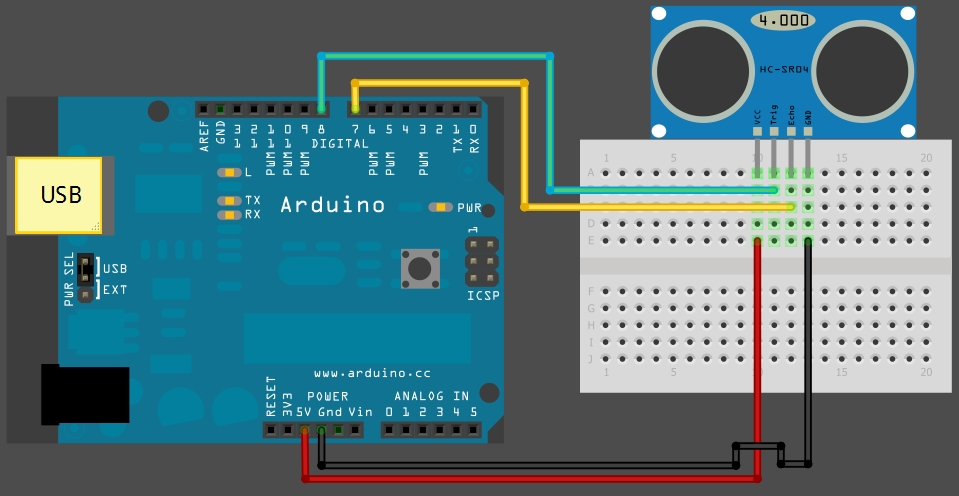 4.000
HC-SR04
VCC Trig Echo GND
AREF GND 13 12 11 10 9 8 7 6 5 4 3 2 1 0
DIGITAL
PWM PWM PWM PWM PWM PWM TX RX
L
TX
RX
Arduino
PWR
1
ICSP
USB
PWR SEL
USB
EXT
www.arduino.cc
RESET 3V3
POWER
5V Gnd Vin
ANALOG IN
0 1 2 3 4 5
1 5 10 15 20
A
D
E
F
G
H
I
J
1 5 15 20